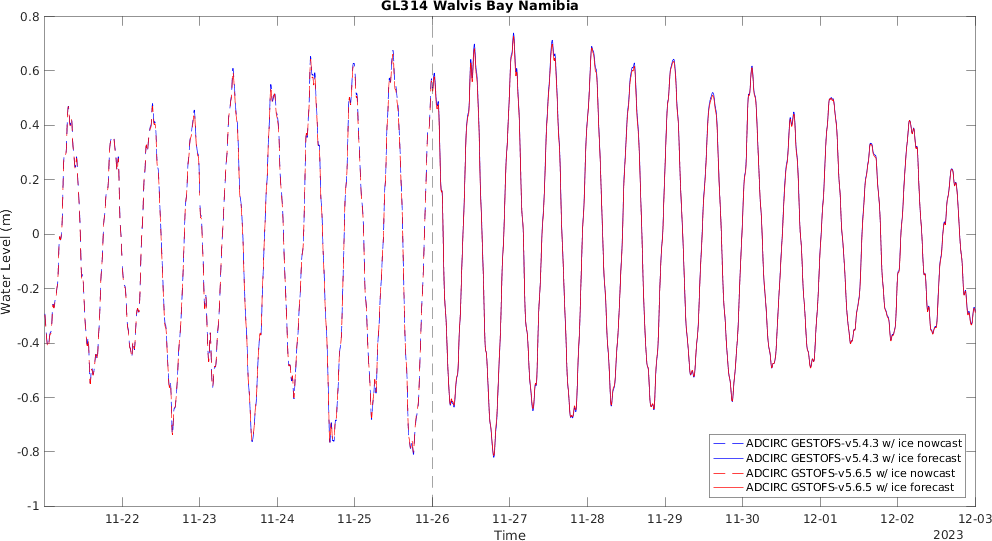 GL314 Walvis Bay Namibia
0.8
0.6
0.4
0.2
0
-0.2
-0.4
-0.6
-0.8
-1
Water Level (m)
ADCIRC GESTOFS-v5.4.3 w/ ice nowcast
ADCIRC GESTOFS-v5.4.3 w/ ice forecast
ADCIRC GSTOFS-v5.6.5 w/ ice nowcast
ADCIRC GSTOFS-v5.6.5 w/ ice forecast
11-22 11-23 11-24 11-25 11-26 11-27 11-28 11-29 11-30 12-01 12-02 12-03
Time
2023